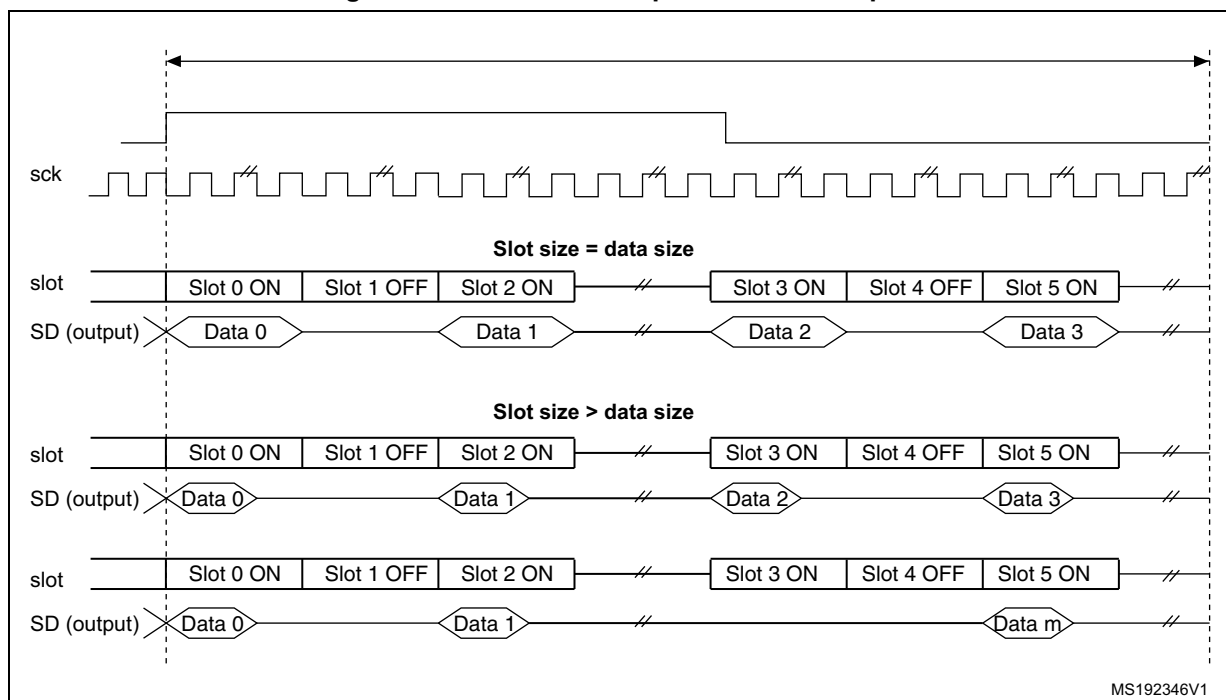 sck
Slot size = data size
slot Slot 0 ON Slot 1 OFF Slot 2 ON Slot 3 ON Slot 4 OFF Slot 5 ON
SD (output) Data 0 Data 1 Data 2 Data 3
Slot size > data size
slot Slot 0 ON Slot 1 OFF Slot 2 ON Slot 3 ON Slot 4 OFF Slot 5 ON
SD (output) Data 0 Data 1 Data 2 Data 3
slot Slot 0 ON Slot 1 OFF Slot 2 ON Slot 3 ON Slot 4 OFF Slot 5 ON
SD (output) Data 0 Data 1 Data m
MS192346V1